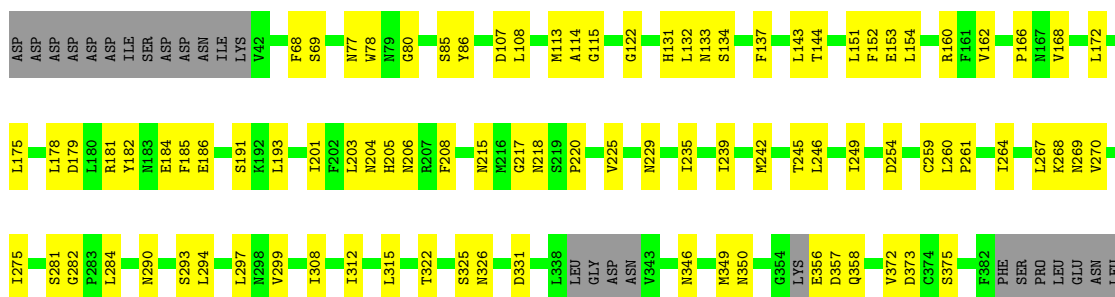 ASP ASP ASP ASP ASP ASP ILE SER ASP ASP ASN ILE LYS V42 F68 S69 N77 W78 N79 G80 S85 Y86 D107 L108 M113 A114 G115 G122 H131 L132 N133 S134 F137 L143 T144 L151 F152 E153 L154 R160 F161 V162 P166 N167 V168 L172
L175 L178 D179 L180 R181 Y182 N183 E184 F185 E186 S191 K192 L193 I201 F202 L203 N204 H205 N206 R207 F208 N215 M216 G217 N218 S219 P220 V225 N229 I235 I239 M242 T245 L246 I249 D254 C259 L260 P261 I264 L267 K268 N269 V270
I275 S281 G282 P283 L284 N290 S293 L294 L297 N298 V299 I308 I312 L315 T322 S325 N326 D331 L338 LEU GLY ASP ASN V343 N346 M349 N350 G354 LYS E356 D357 Q358 V372 D373 C374 S375 F382 PHE SER PRO LEU GLU ASN LEU